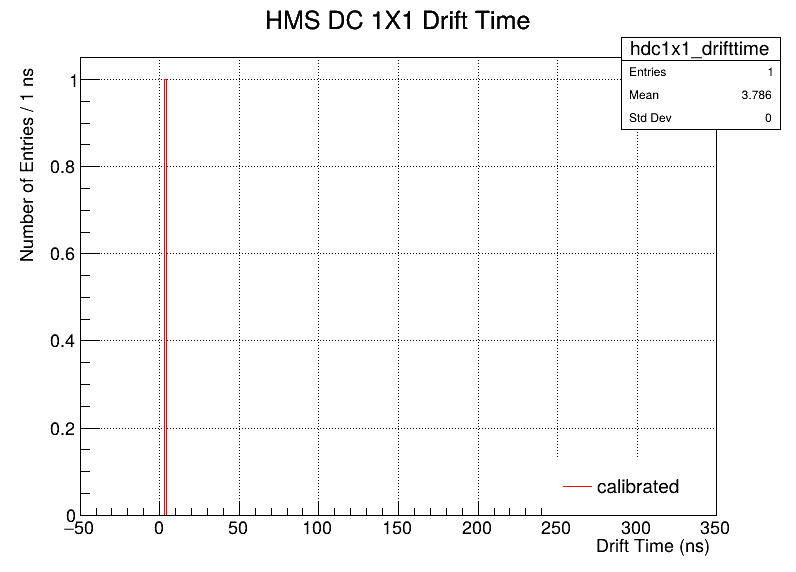 HMS DC 1X1 Drift Time
hdc1x1_drifttime
Entries 1
Mean 3.786
Std Dev 0
Number of Entries / 1 ns
1
0.8
0.6
0.4
0.2
0
−50 0 50 100 150 200 250 300 350
Drift Time (ns)
calibrated